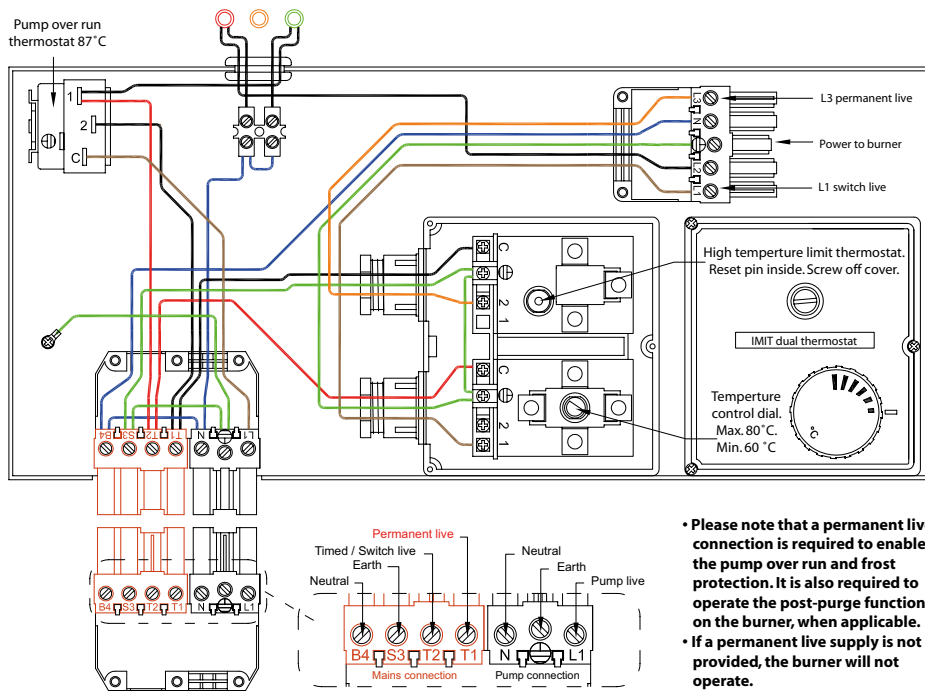 Pump over run
thermostat 87˚C
1
2
C
L3
N
L2
L1
L3 permanent live
Power to burner
L1 switch live
C
2
1
High temperture limit thermostat.
Reset pin inside. Screw off cover.
IMIT dual thermostat
C
2
1
Temperture
control dial.
Max. 80˚C.
Min. 60 ˚C
°C
B4 S3 T2 T1 N L1
B4 S3 T2 T1 N L1
Permanent live
Timed / Switch live
Earth
Neutral
Neutral
Earth
Pump live
B4 S3 T2 T1 N L1
Mains connection
Pump connection
• Please note that a permanent liv
connection is required to enable
the pump over run and frost
protection. It is also required to
operate the post-purge function
on the burner, when applicable.
• If a permanent live supply is not
provided, the burner will not
operate.